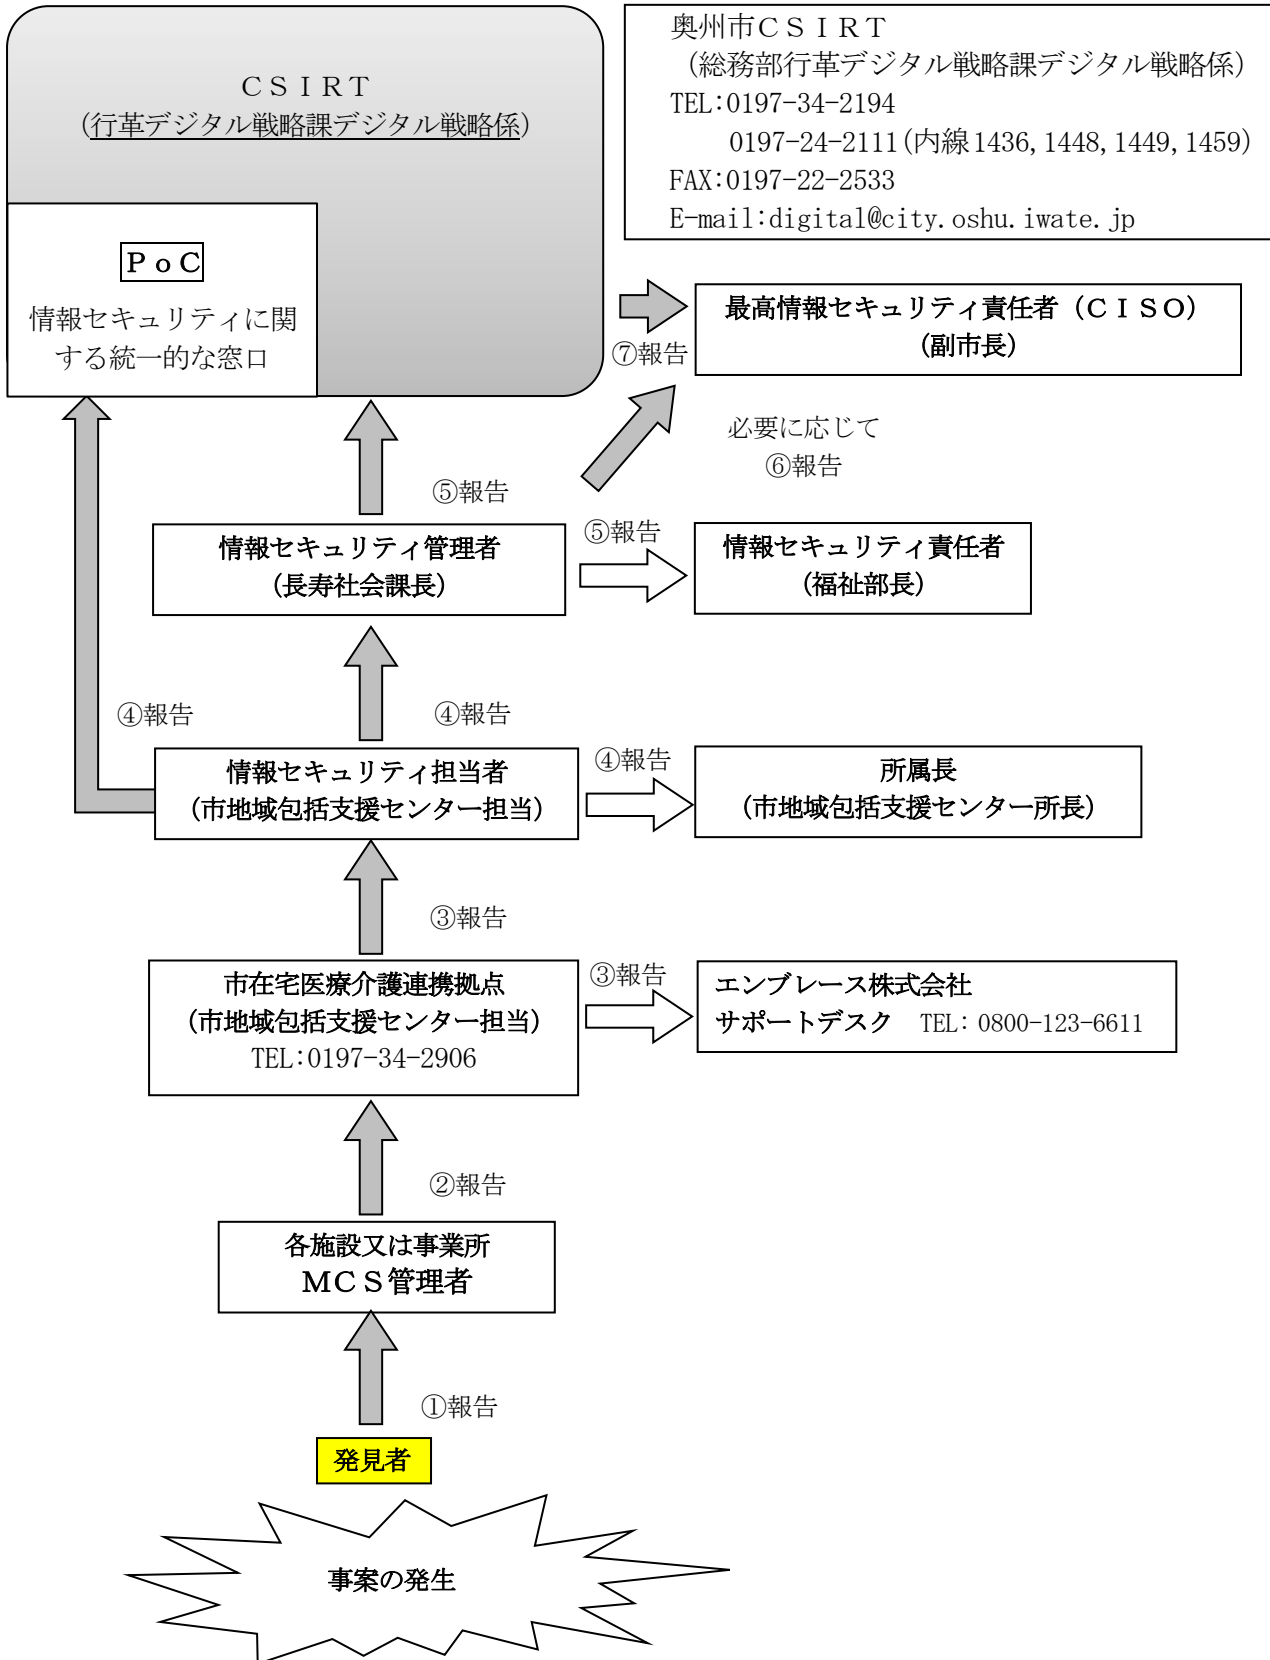 ＣＳＩＲＴ
（行革デジタル戦略課デジタル戦略係）
奥州市ＣＳＩＲＴ
（総務部行革デジタル戦略課デジタル戦略係）
TEL:0197-34-2194
0197-24-2111(内線1436,1448,1449,1459)
FAX:0197-22-2533
E-mail:digital@city.oshu.iwate.jp
ＰｏＣ
情報セキュリティに関
する統一的な窓口
⑦報告
最高情報セキュリティ責任者（ＣＩＳＯ）
（副市長）
必要に応じて
⑥報告
⑤報告
⑤報告
情報セキュリティ管理者
（長寿社会課長）
情報セキュリティ責任者
（福祉部長）
④報告
④報告
④報告
情報セキュリティ担当者
（市地域包括支援センター担当）
所属長
（市地域包括支援センター所長）
③報告
③報告
市在宅医療介護連携拠点
（市地域包括支援センター担当）
TEL:0197-34-2906
エンブレース株式会社
サポートデスク　TEL: 0800-123-6611
②報告
各施設又は事業所
ＭＣＳ管理者
①報告
発見者
事案の発生